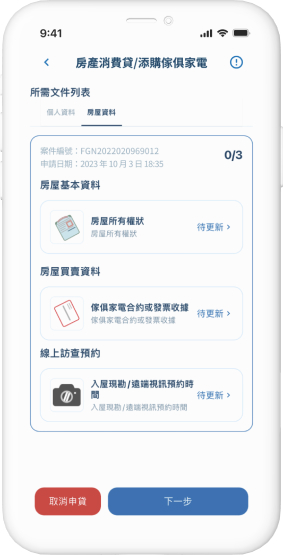 9:41
房產消費貸/添購傢俱家電
所需文件列表
個人資料 房屋資料
案件編號：FGN2022020969012
申請日期：2023 年 10 月 3 日 18:35
0/3
房屋基本資料
房屋所有權狀
房屋所有權狀
待更新
房屋買賣資料
傢俱家電合約或發票收據
傢俱家電合約或發票收據
待更新
線上訪查預約
入屋現勘/遠端視訊預約時
間
入屋現勘/遠端視訊預約時間
待更新
取消申貸
下一步